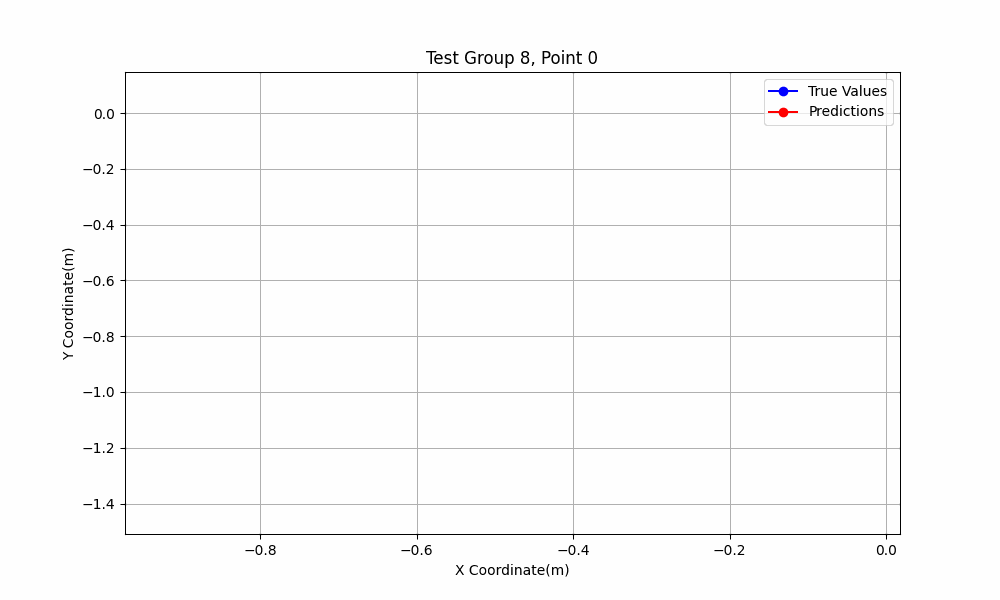 Test Group 8, Point 0
True Values
Predictions
0.0
−0.2
−0.4
−0.6
−0.8
−1.0
−1.2
−1.4
Y Coordinate(m)
−0.8
−0.6
−0.4
−0.2
0.0
X Coordinate(m)